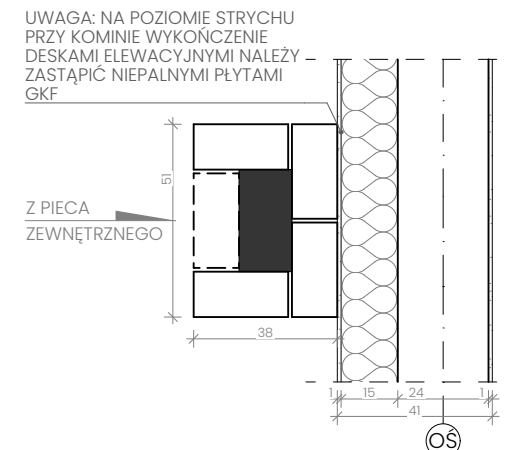 UWAGA: NA POZIOMIE STRYCHU
PRZY KOMINIE WYKOŃCZENIE
DESKAMI ELEWACYJNYMI NALEŻY
ZASTĄPIĆ NIEPALNYMI PŁYTAMI
GKF
51
Z PIECA
ZEWNĘTRZNEGO
38
1 15 24 1
41
OŚ